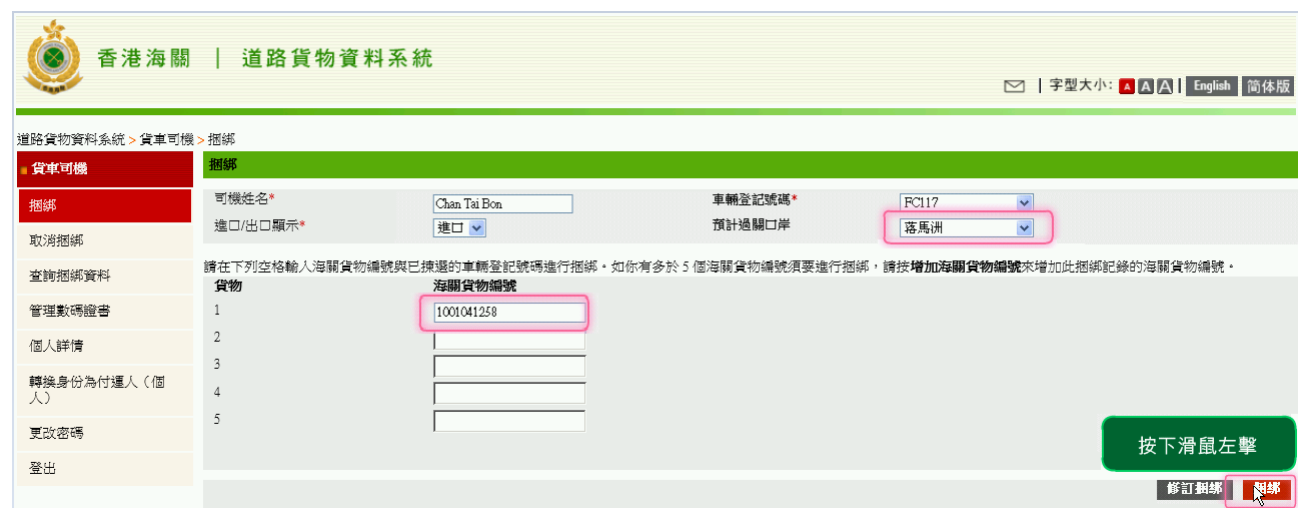 香港海關 | 道路貨物資料系統
| 字型大小: A A A | English 简体版
道路貨物資料系統 > 貨車司機 > 捆綁
貨車司機
捆綁
取消捆綁
查詢捆綁資料
管理數碼證書
個人詳情
轉換身份為付運人（個
人）
更改密碼
登出
捆綁
司機姓名* Chan Tai Bon 車輛登記號碼* FC117
進口/出口顯示* 進口 預計過關口岸 落馬洲
請在下列空格輸入海關貨物編號與已揀選的車輛登記號碼進行捆綁。如你有多於 5 個海關貨物編號須要進行捆綁，請按增加海關貨物編號來增加此捆綁記錄的海關貨物編號。
貨物 海關貨物編號
1 1001041258
2
3
4
5
按下滑鼠左擊
修訂捆綁 捆綁